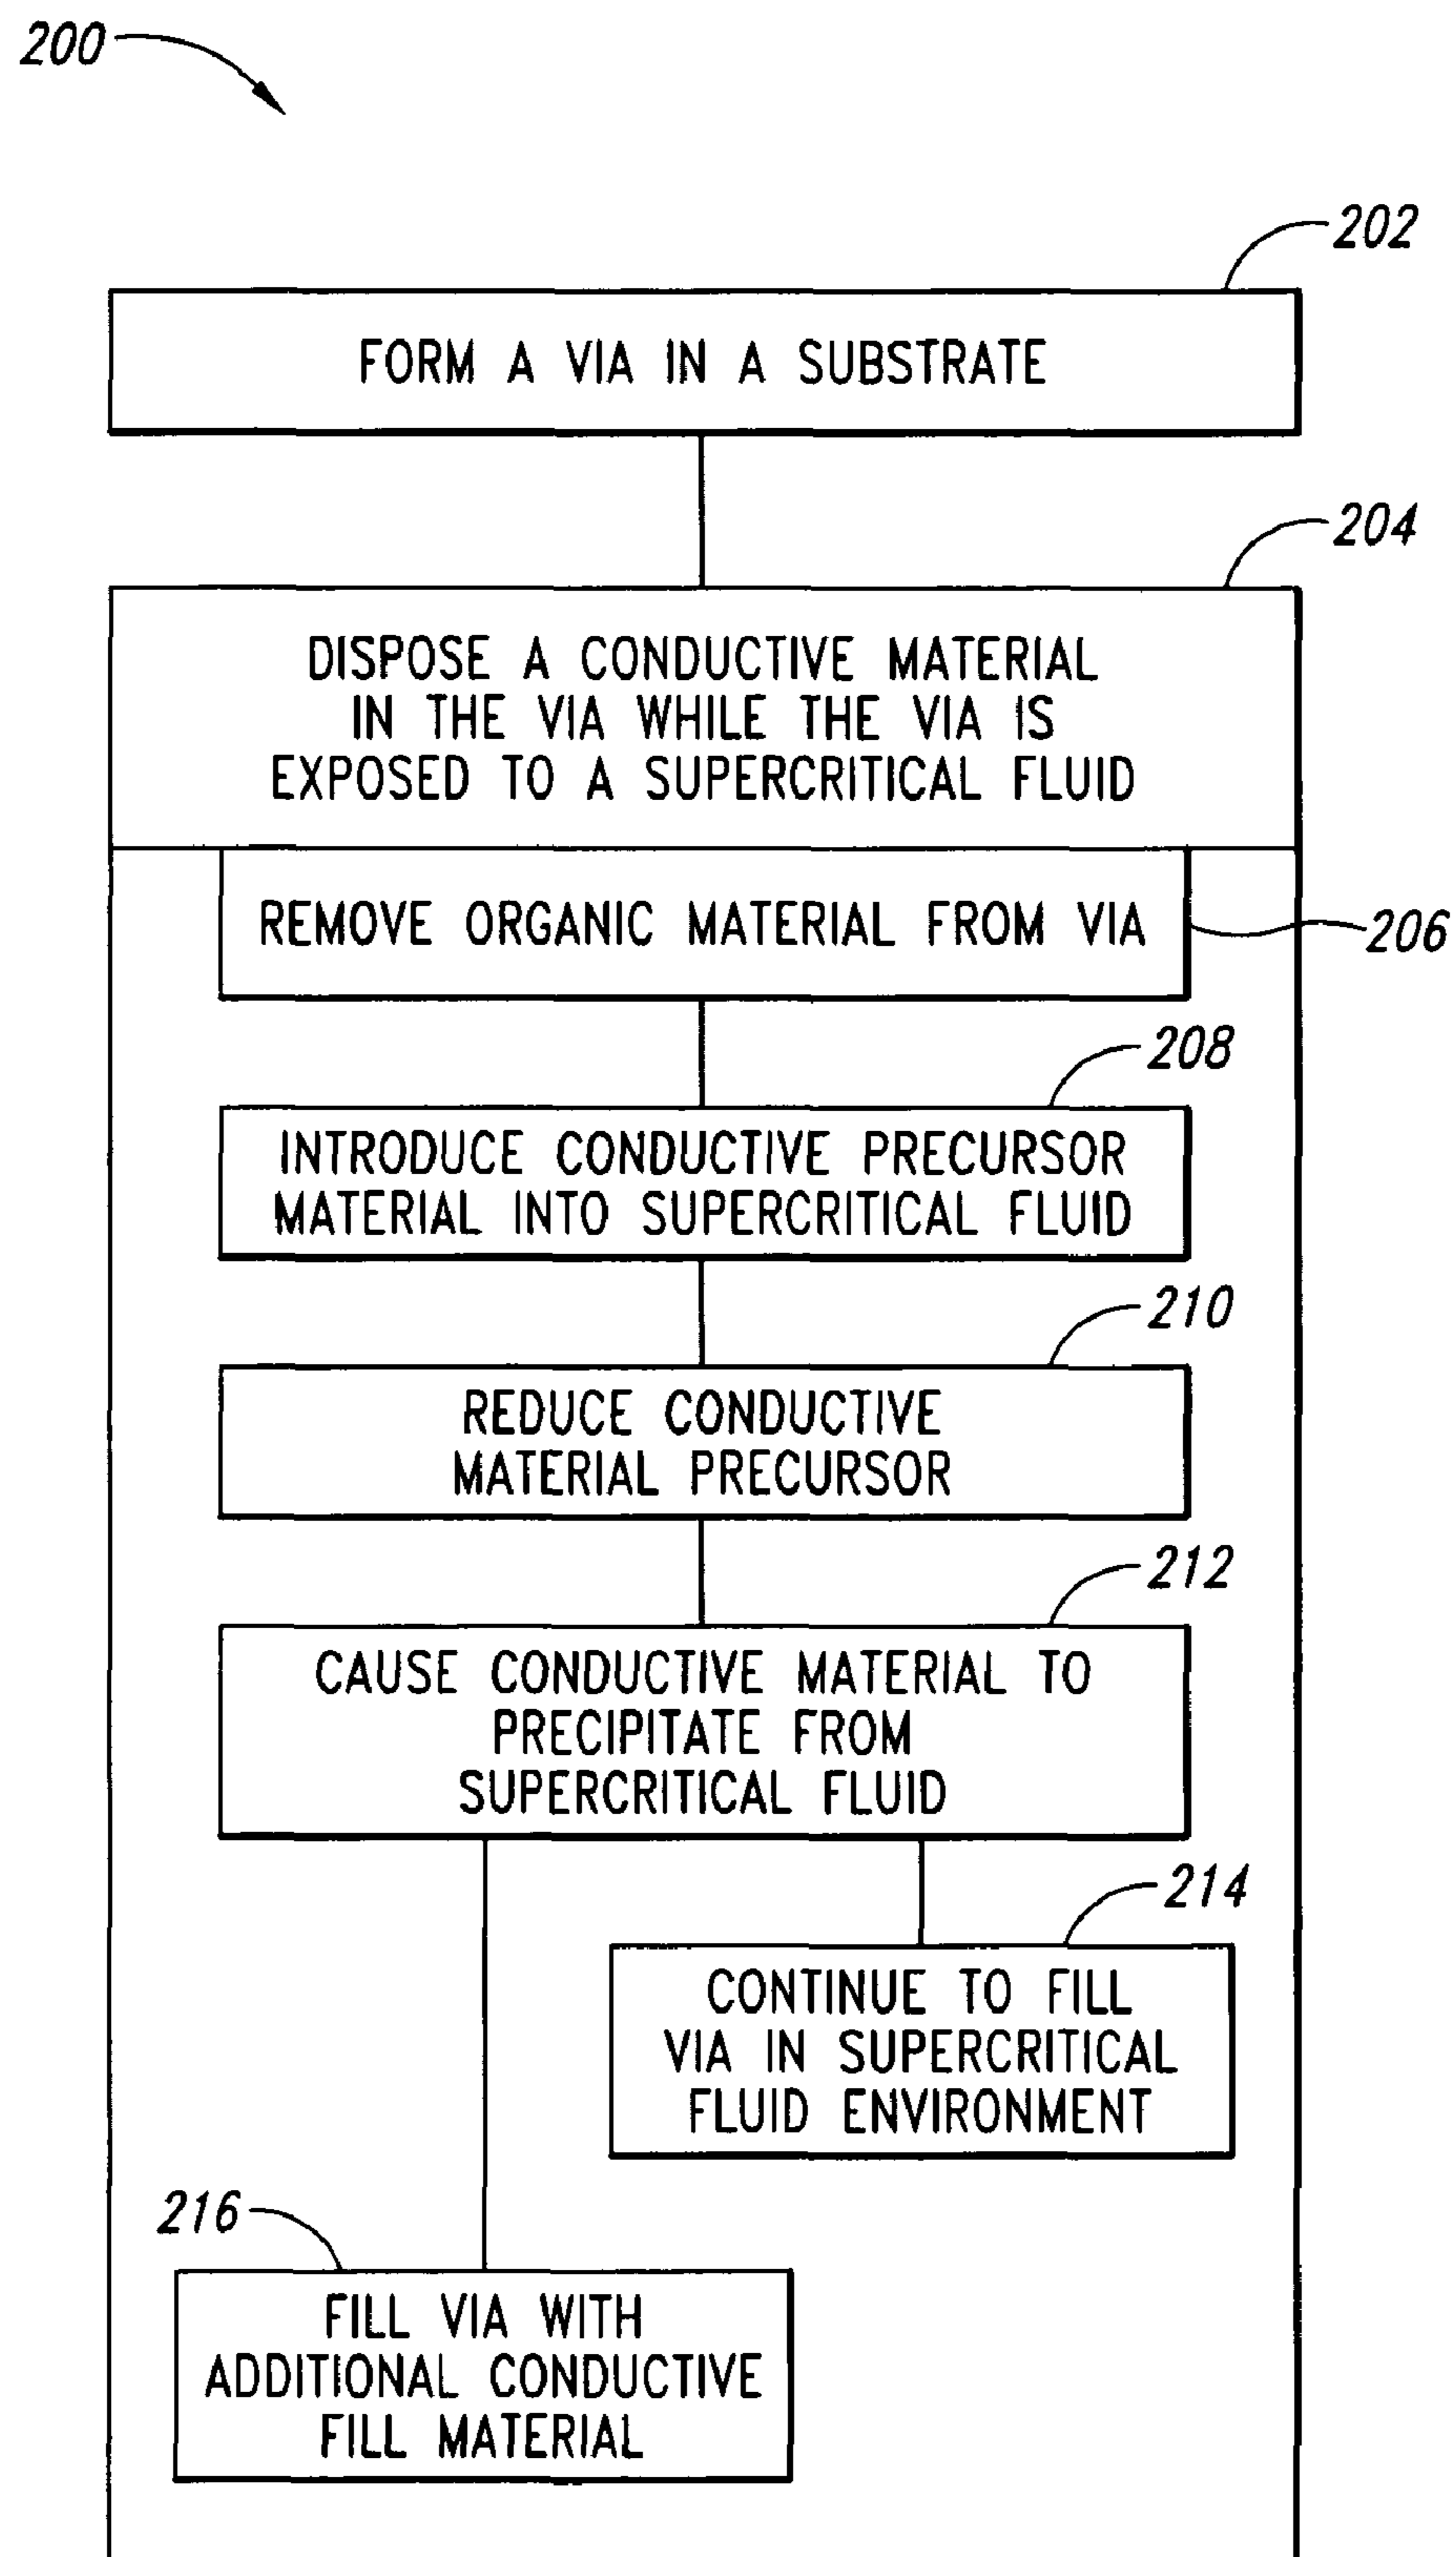 200
202
FORM A VIA IN A SUBSTRATE
204
DISPOSE A CONDUCTIVE MATERIAL
IN THE VIA WHILE THE VIA IS
EXPOSED TO A SUPERCRITICAL FLUID
REMOVE ORGANIC MATERIAL FROM VIA
206
208
INTRODUCE CONDUCTIVE PRECURSOR
MATERIAL INTO SUPERCRITICAL FLUID
210
REDUCE CONDUCTIVE
MATERIAL PRECURSOR
212
CAUSE CONDUCTIVE MATERIAL TO
PRECIPITATE FROM
SUPERCRITICAL FLUID
214
CONTINUE TO FILL
VIA IN SUPERCRITICAL
FLUID ENVIRONMENT
216
FILL VIA WITH
ADDITIONAL CONDUCTIVE
FILL MATERIAL